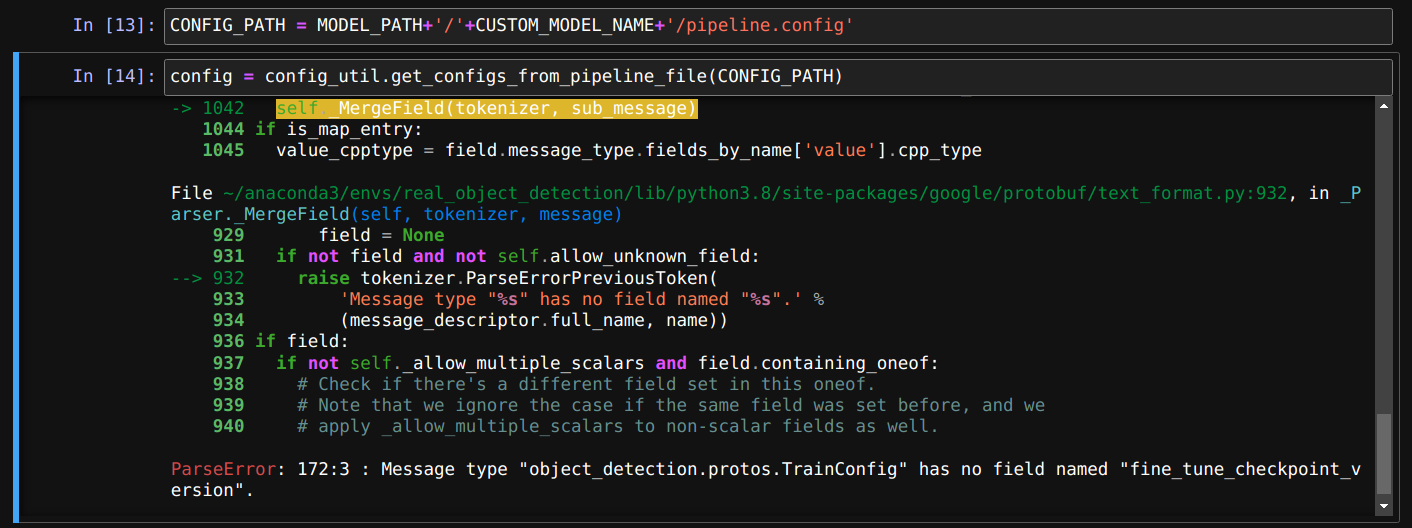 In [13]: CONFIG_PATH = MODEL_PATH+'/'+CUSTOM_MODEL_NAME+'/pipeline.config'
In [14]: config = config_util.get_configs_from_pipeline_file(CONFIG_PATH)
-> 1042   self._MergeField(tokenizer, sub_message)
   1044 if is_map_entry:
   1045   value_cpptype = field.message_type.fields_by_name['value'].cpp_type
File ~/anaconda3/envs/real_object_detection/lib/python3.8/site-packages/google/protobuf/text_format.py:932, in _P
arser._MergeField(self, tokenizer, message)
    929       field = None
    931   if not field and not self.allow_unknown_field:
--> 932     raise tokenizer.ParseErrorPreviousToken(
    933         'Message type "%s" has no field named "%s".' %
    934         (message_descriptor.full_name, name))
    936 if field:
    937   if not self._allow_multiple_scalars and field.containing_oneof:
    938     # Check if there's a different field set in this oneof.
    939     # Note that we ignore the case if the same field was set before, and we
    940     # apply _allow_multiple_scalars to non-scalar fields as well.
ParseError: 172:3 : Message type "object_detection.protos.TrainConfig" has no field named "fine_tune_checkpoint_v
ersion".